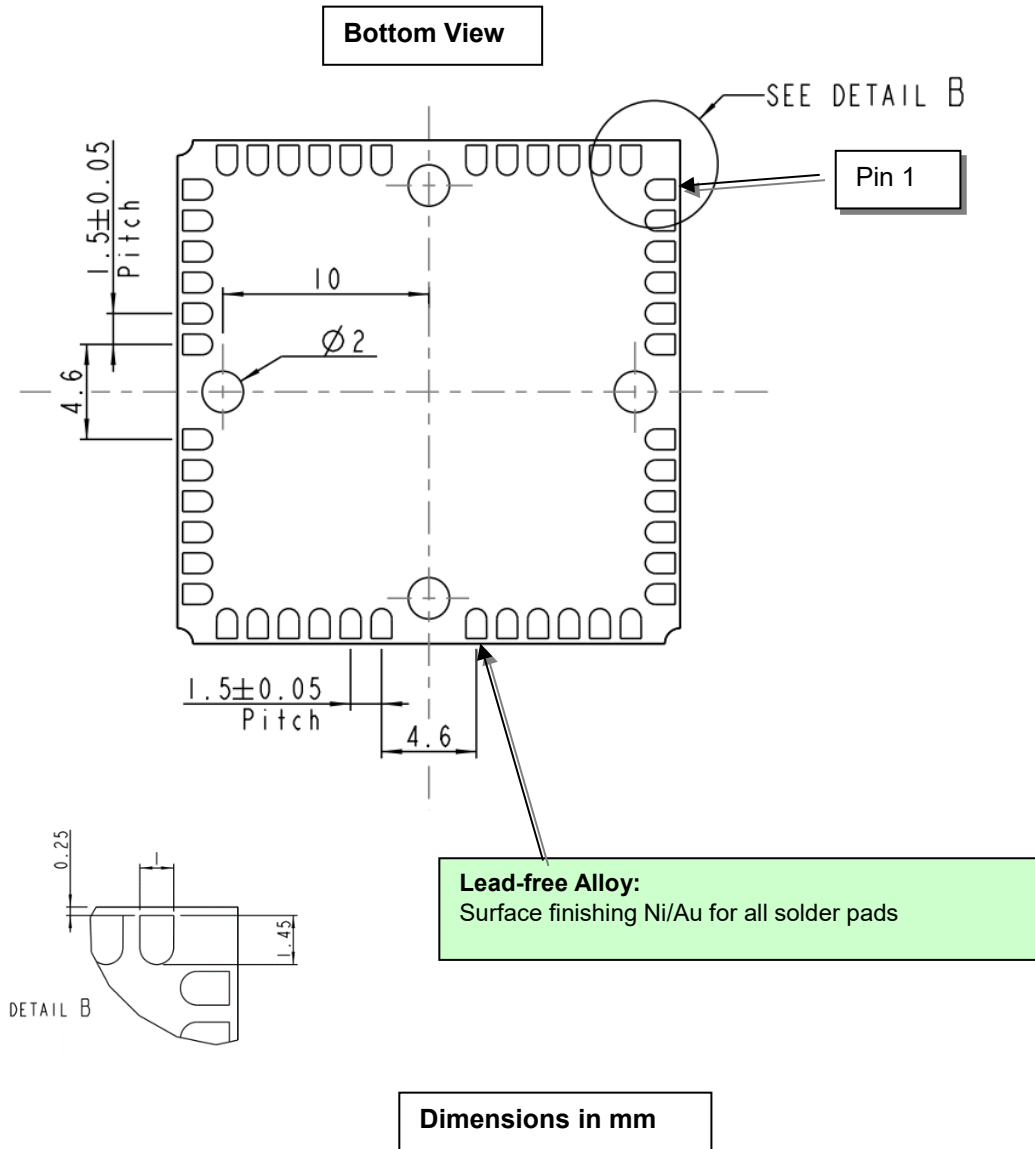 Bottom View
SEE DETAIL B
Pin 1
1.5±0.05
Pitch
10
Ø2
4.6
1.5±0.05
Pitch
4.6
0.25
1
1.45
DETAIL B
Lead-free Alloy:
Surface finishing Ni/Au for all solder pads
Dimensions in mm